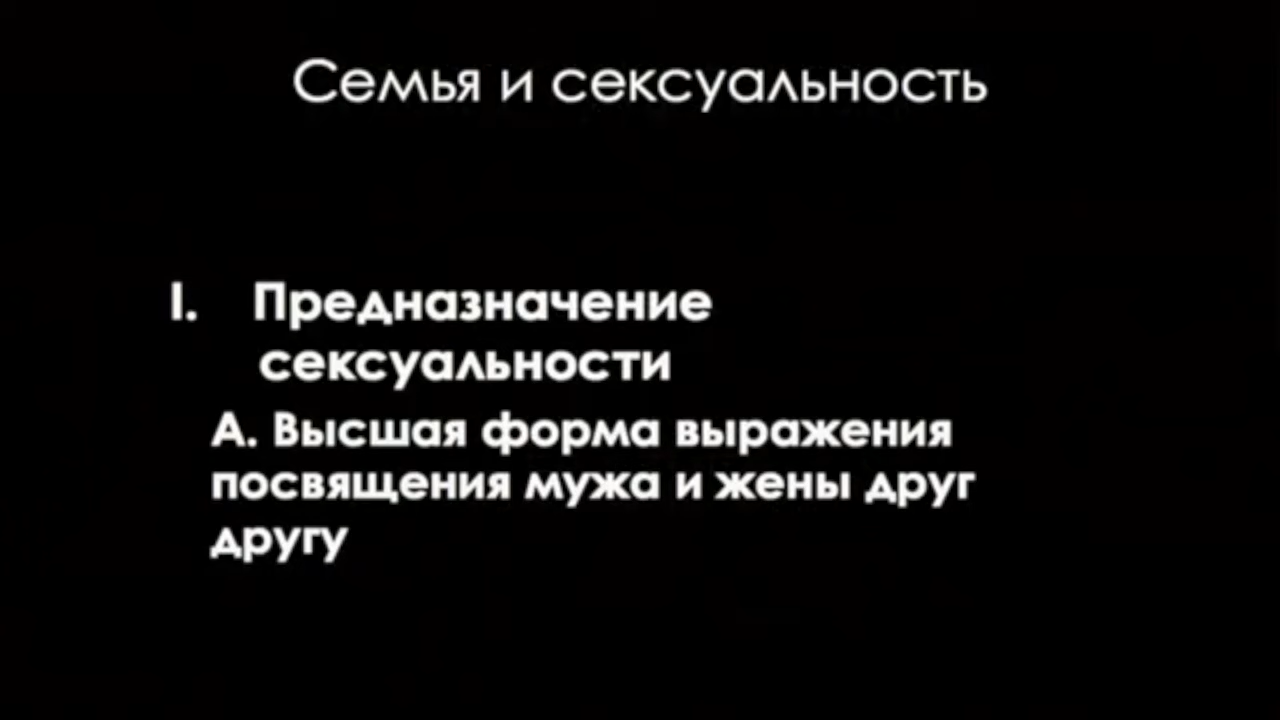 Семья и сексуальность
I. Предназначение
сексуальности
А. Высшая форма выражения
посвящения мужа и жены друг
другу